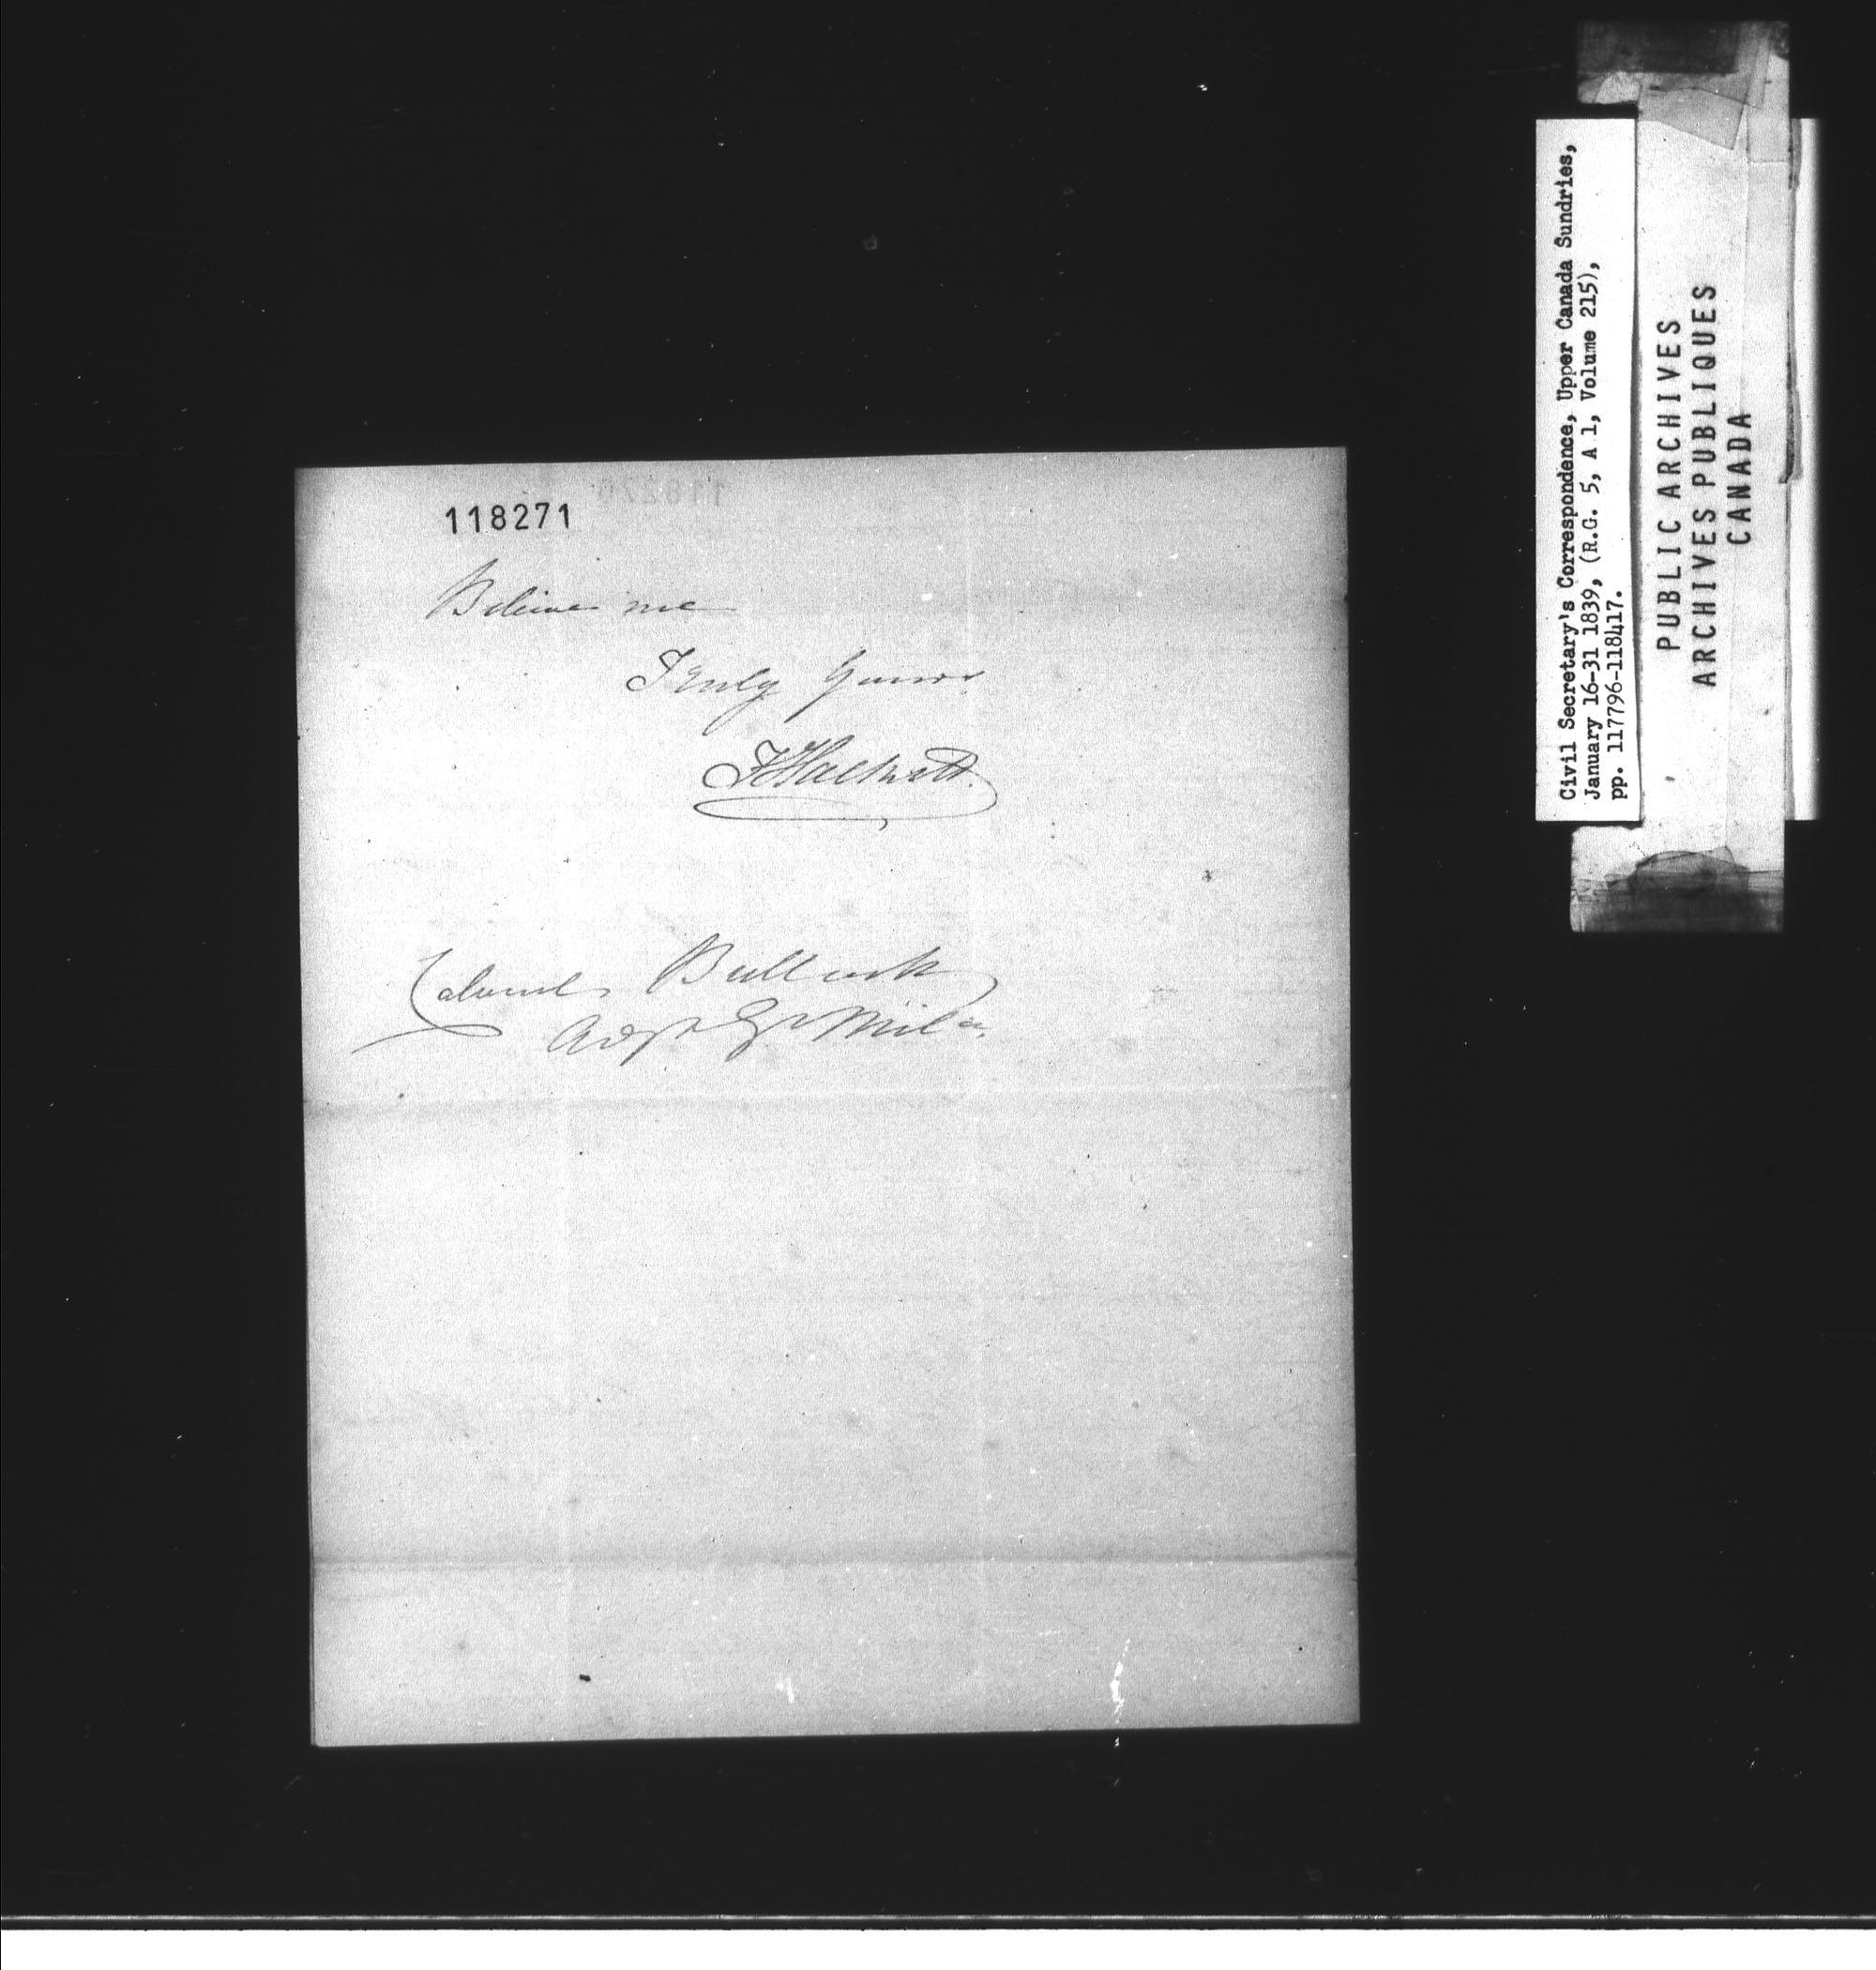 118271
Believe me
Truly Yours
FHalkett
Colonel Bullock
Adjt Gl Mila.
Civil Secretary's Correspondence, Upper Canada Sundries,
January 16-31 1839, (R.G. 5, A 1, Volume 215),
pp. 117796-118417.
PUBLIC ARCHIVES
ARCHIVES PUBLIQUES
CANADA